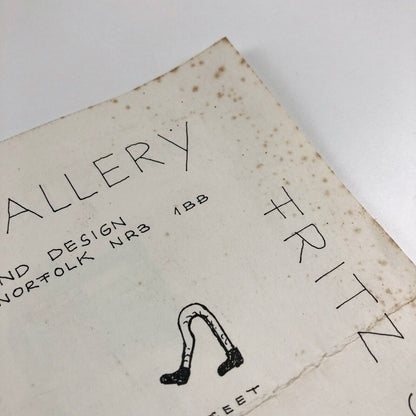 ALLERY
ND DESIGN
NORFOLK NR3 1BB
FRITZ